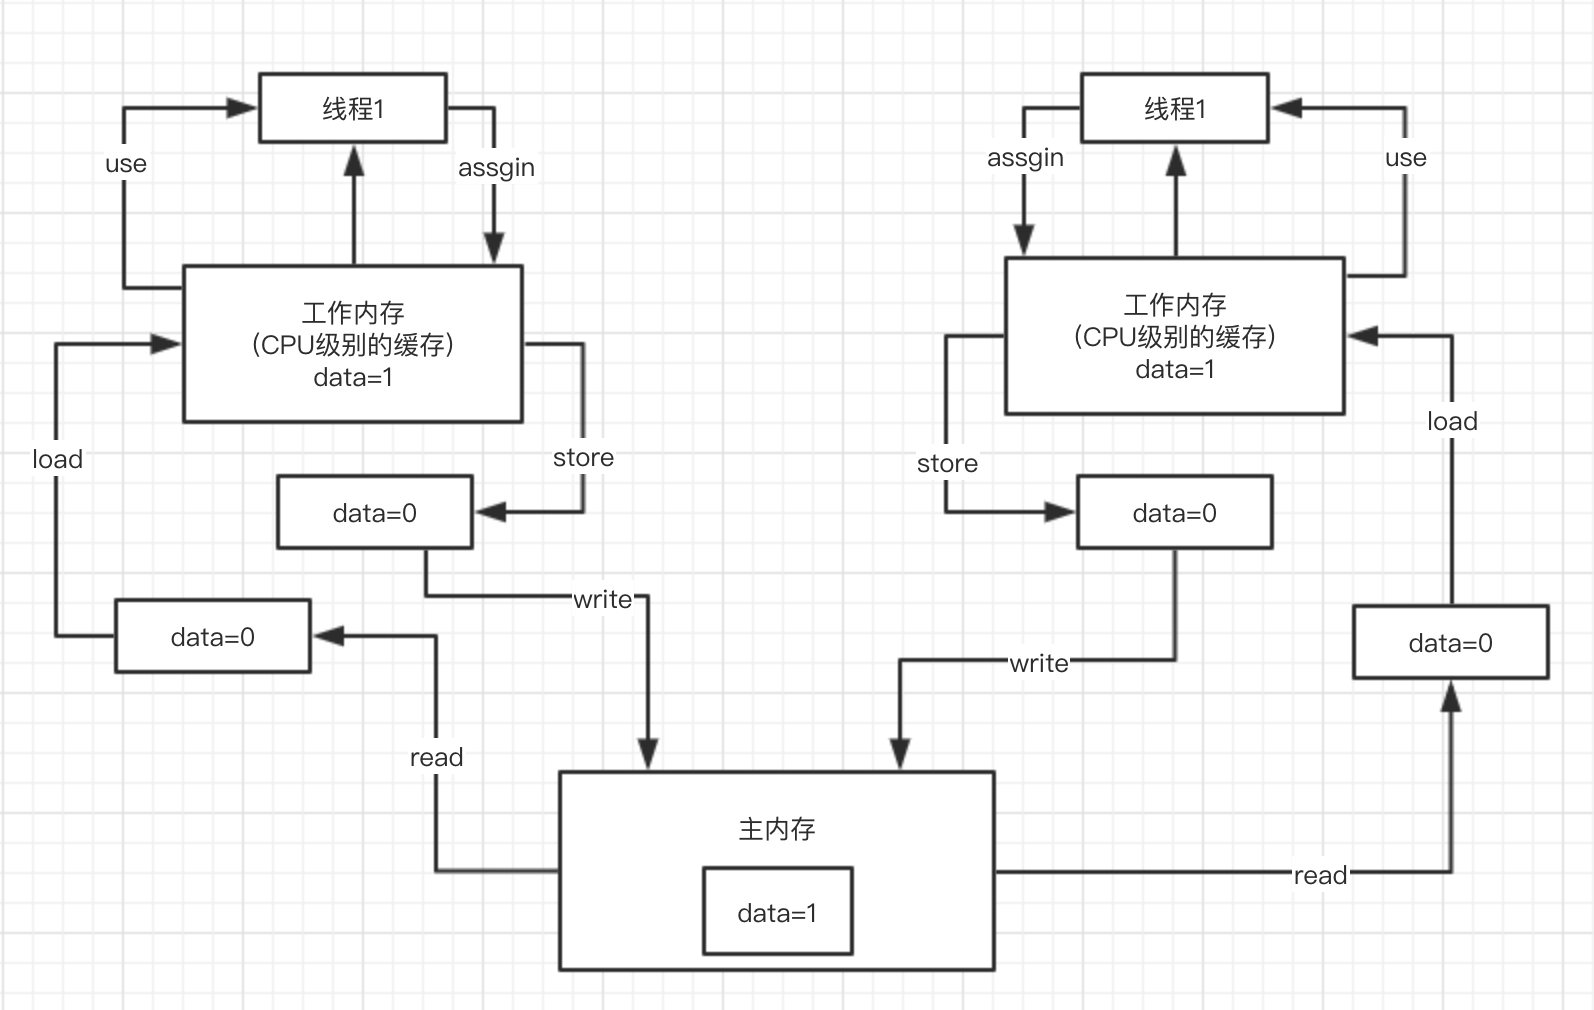 线程1
线程1
use
assgin
assgin
use
工作内存
(CPU级别的缓存)
data=1
工作内存
(CPU级别的缓存)
data=1
load
store
store
load
data=0
data=0
write
data=0
write
data=0
read
read
主内存
data=1